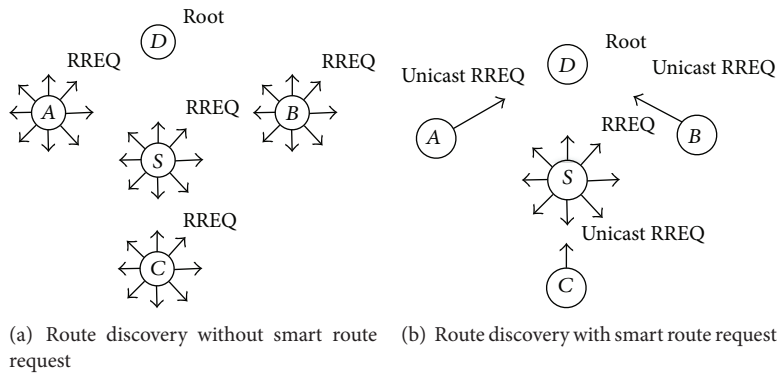 Root
D
RREQ
A
RREQ
B
RREQ
S
RREQ
C
(a) Route discovery without smart route
request
Root
D
Unicast RREQ
Unicast RREQ
A
B
RREQ
S
Unicast RREQ
C
(b) Route discovery with smart route request